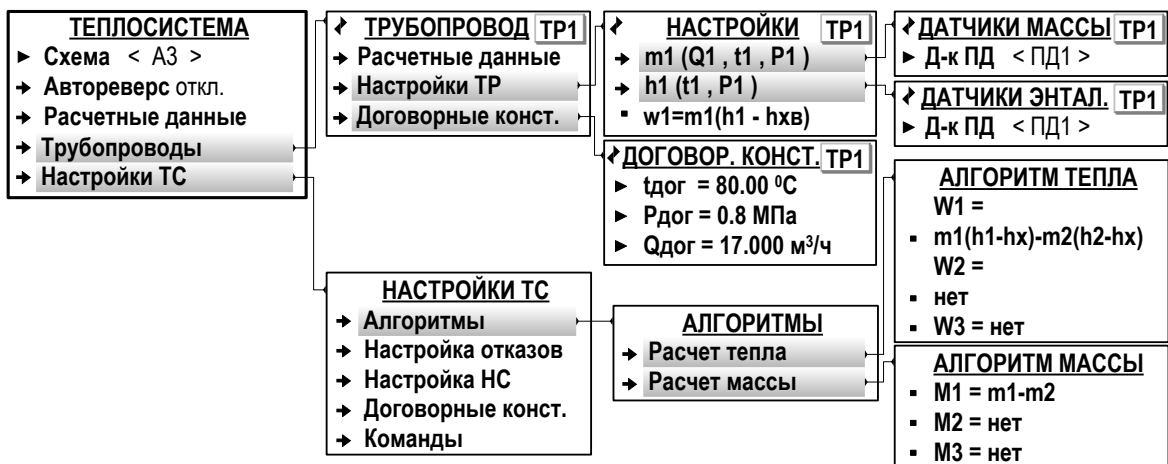 ТЕПЛОСИСТЕМА
Схема < А3 >
Автореверс откл.
Расчетные данные
Трубопроводы
Настройки ТС
ТРУБОПРОВОД ТР1
Расчетные данные
Настройки ТР
Договорные конст.
НАСТРОЙКИ ТР1
m1 (Q1 , t1 , P1 )
h1 (t1 , P1 )
w1=m1(h1 - hхв)
ДАТЧИКИ МАССЫ ТР1
Д-к ПД < ПД1 >
ДАТЧИКИ ЭНТАЛ. ТР1
Д-к ПД < ПД1 >
ДОГОВОР. КОНСТ. ТР1
tдог = 80.00 ⁰С
Рдог = 0.8 МПа
Qдог = 17.000 м³/ч
НАСТРОЙКИ ТС
Алгоритмы
Настройка отказов
Настройка НС
Договорные конст.
Команды
АЛГОРИТМЫ
Расчет тепла
Расчет массы
АЛГОРИТМ ТЕПЛА
W1 =
m1(h1-hx)-m2(h2-hx)
W2 =
нет
W3 = нет
АЛГОРИТМ МАССЫ
M1 = m1-m2
M2 = нет
M3 = нет